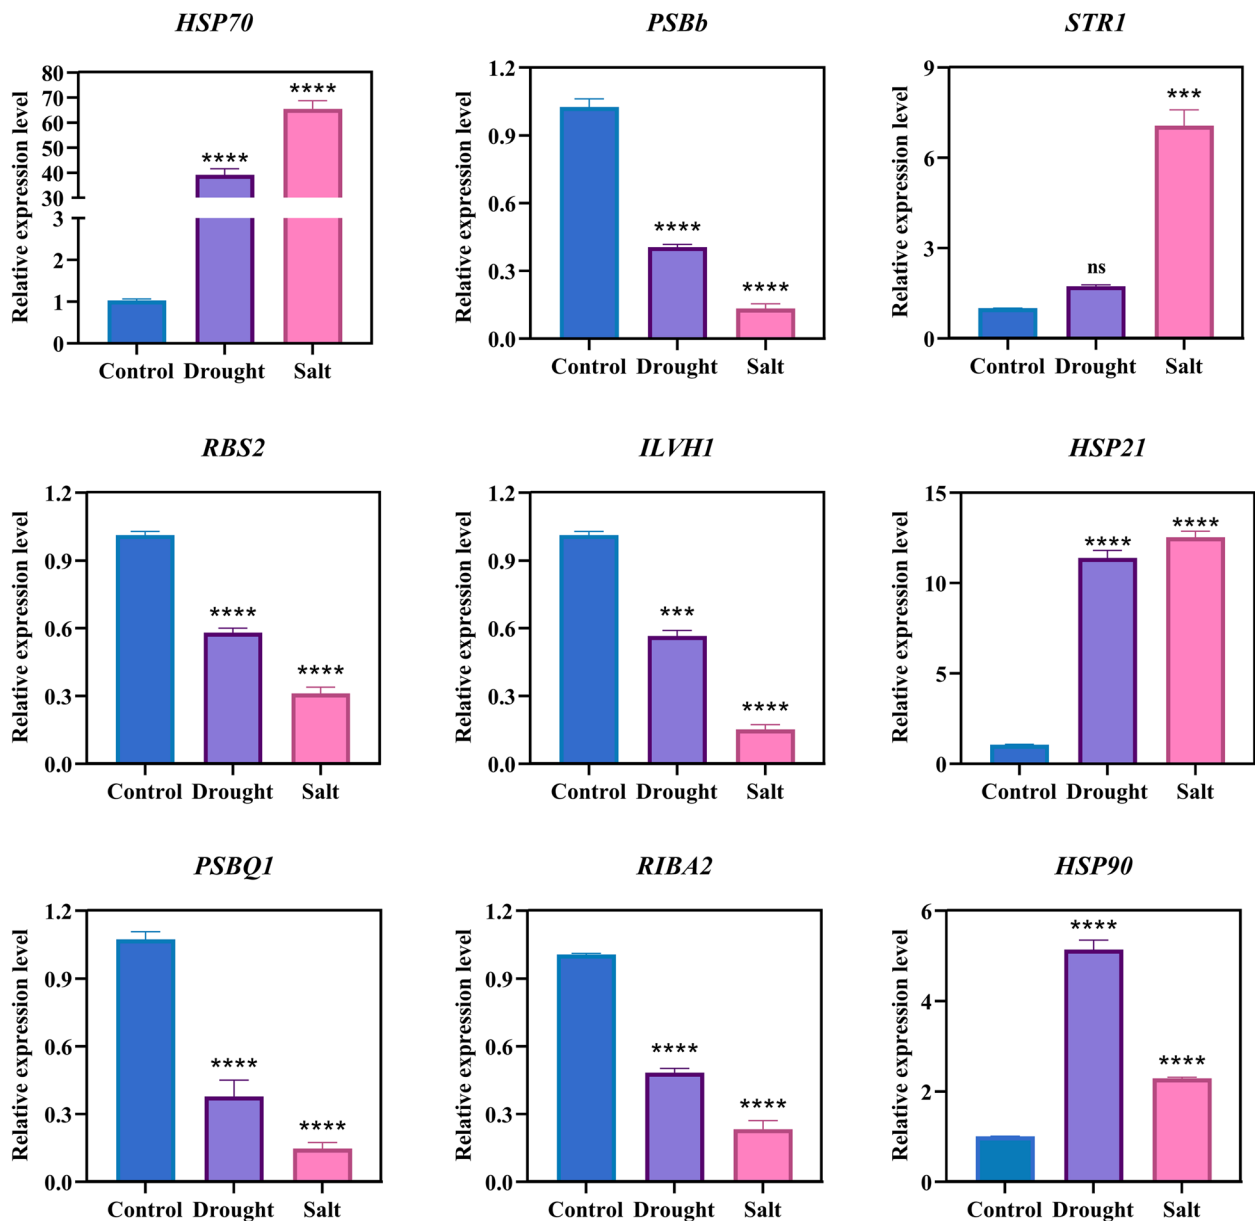 HSP70
Relative expression level
80
70
60
50
40
30
3
2
1
0
****
****
Control Drought Salt
PSBb
Relative expression level
1.2
0.9
0.6
0.3
0.0
****
****
Control Drought Salt
STR1
Relative expression level
9
6
3
0
ns
***
Control Drought Salt
RBS2
Relative expression level
1.2
0.9
0.6
0.3
0.0
****
****
Control Drought Salt
ILVH1
Relative expression level
1.2
0.9
0.6
0.3
0.0
***
****
Control Drought Salt
HSP21
Relative expression level
15
10
5
0
****
****
Control Drought Salt
PSBQ1
Relative expression level
1.2
0.9
0.6
0.3
0.0
****
****
Control Drought Salt
RIBA2
Relative expression level
1.2
0.9
0.6
0.3
0.0
****
****
Control Drought Salt
HSP90
Relative expression level
6
4
2
0
****
****
Control Drought Salt